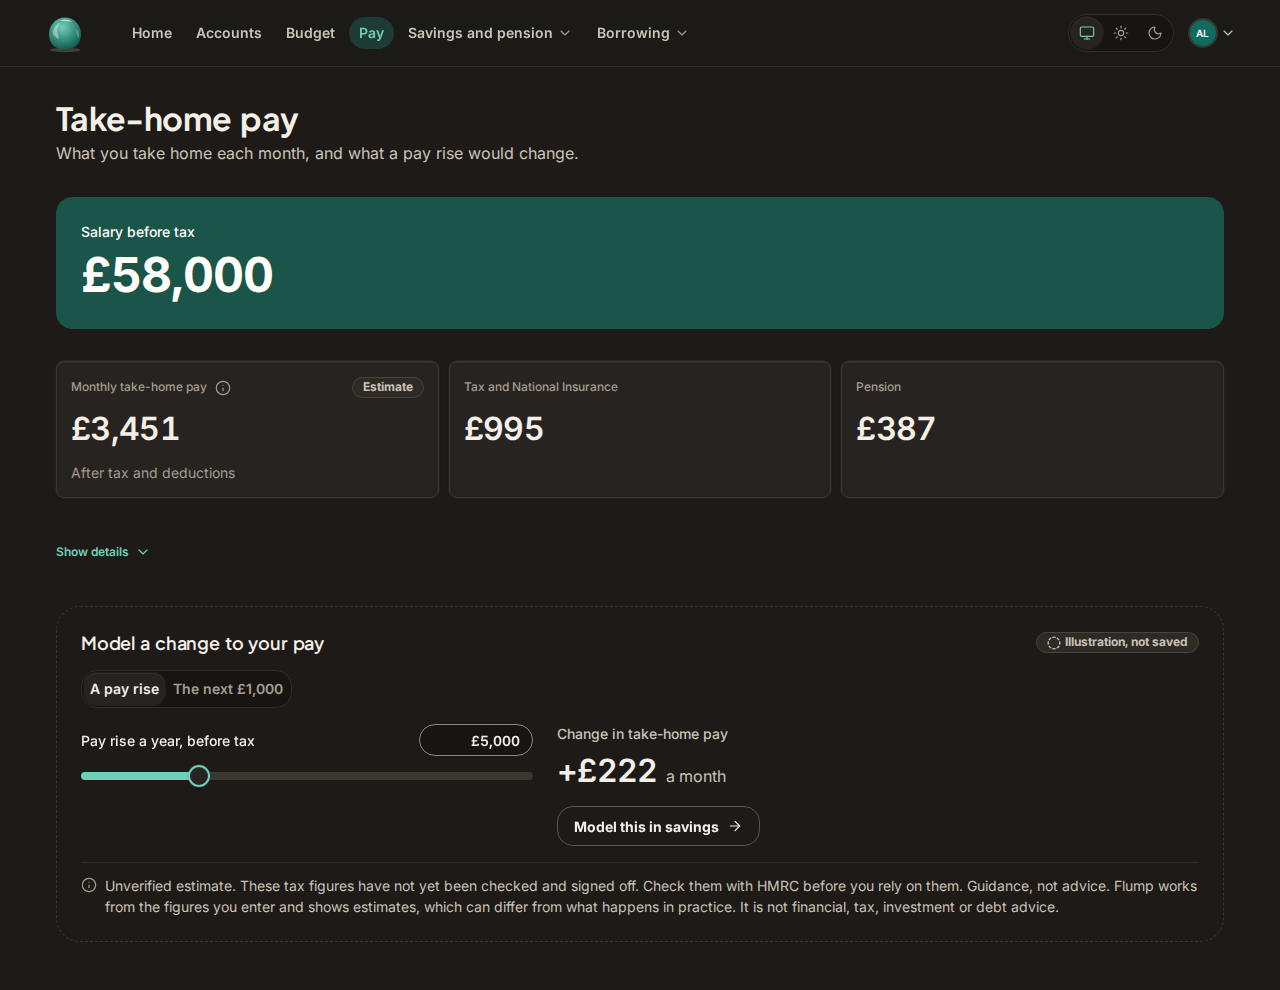 Home
Accounts
Budget
Pay
Savings and pension
Borrowing
AL
Take-home pay
What you take home each month, and what a pay rise would change.
Salary before tax
£58,000
Monthly take-home pay
Estimate
£3,451
After tax and deductions
Tax and National Insurance
£995
Pension
£387
Show details
Model a change to your pay
Illustration, not saved
A pay rise
The next £1,000
Pay rise a year, before tax
£5,000
Change in take-home pay
+£222 a month
Model this in savings
Unverified estimate. These tax figures have not yet been checked and signed off. Check them with HMRC before you rely on them. Guidance, not advice. Flump works
from the figures you enter and shows estimates, which can differ from what happens in practice. It is not financial, tax, investment or debt advice.